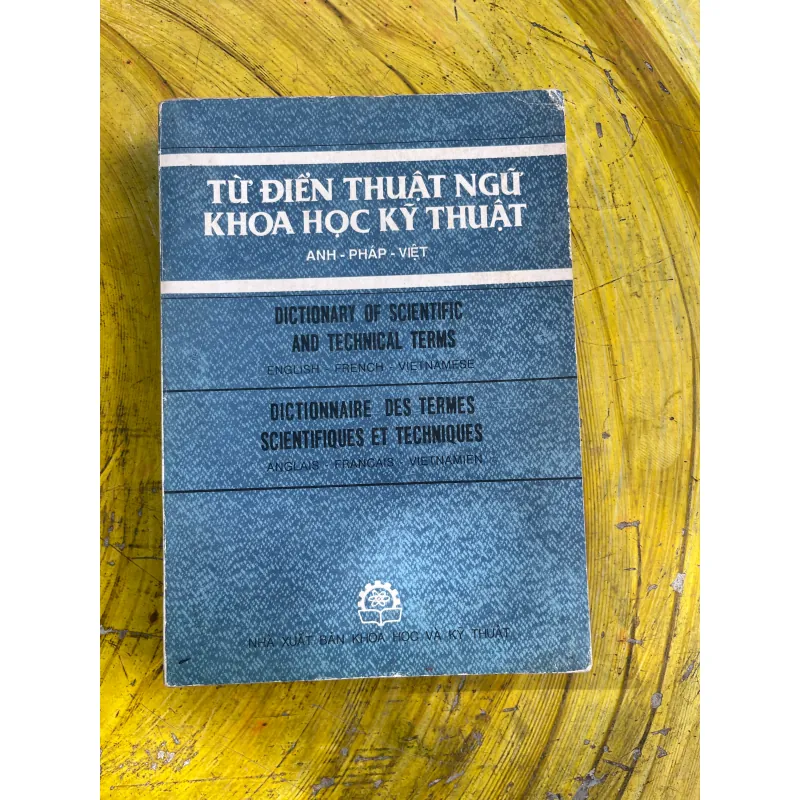 TỪ ĐIỂN THUẬT NGỮ
KHOA HỌC KỸ THUẬT
ANH - PHÁP - VIỆT
DICTIONARY OF SCIENTIFIC
AND TECHNICAL TERMS
ENGLISH - FRENCH - VIETNAMESE
DICTIONNAIRE DES TERMES
SCIENTIFIQUES ET TECHNIQUES
ANGLAIS - FRANCAIS - VIETNAMIEN
NHÀ XUẤT BẢN KHOA HỌC VÀ KỸ THUẬT